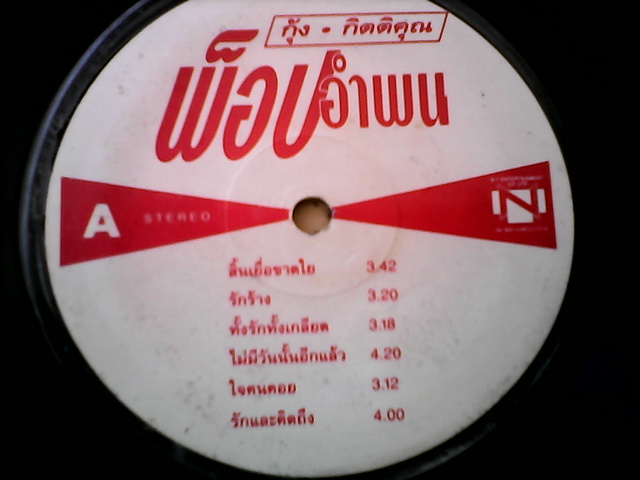 กุ้ง • กิตติคุณ
พ็อปอำพน
A STEREO
N
สิ้นเยื่อขาดใย 3.42
รักร้าง 3.20
ทั้งรักทั้งเกลียด 3.18
ไม่มีวันนั้นอีกแล้ว 4.20
ใจคนคอย 3.12
รักและคิดถึง 4.00